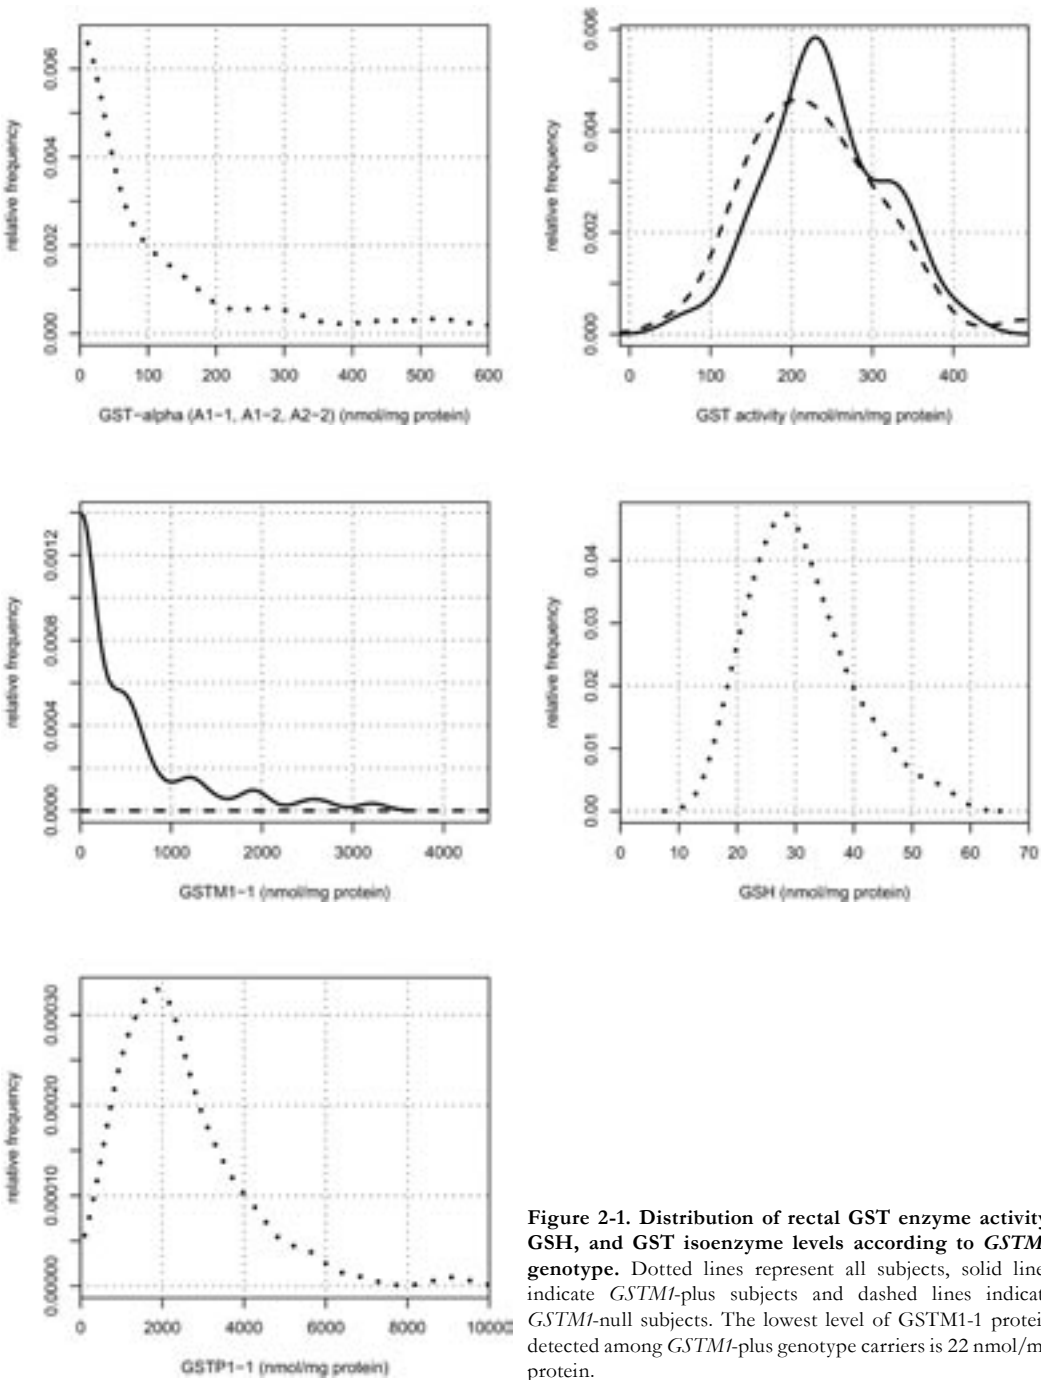 relative frequency
0.000 0.002 0.004 0.006
0 100 200 300 400 500 600
GST-alpha (A1-1, A1-2, A2-2) (nmol/mg protein)
relative frequency
0.000 0.002 0.004 0.006
0 100 200 300 400
GST activity (nmol/min/mg protein)
relative frequency
0.0000 0.0004 0.0008 0.0012
0 1000 2000 3000 4000
GSTM1-1 (nmol/mg protein)
relative frequency
0.00 0.01 0.02 0.03 0.04
0 10 20 30 40 50 60 70
GSH (nmol/mg protein)
relative frequency
0.00000 0.00010 0.00020 0.00030
0 2000 4000 6000 8000 10000
GSTP1-1 (nmol/mg protein)
Figure 2-1. Distribution of rectal GST enzyme activity
GSH, and GST isoenzyme levels according to GSTM
genotype. Dotted lines represent all subjects, solid line
indicate GSTM1-plus subjects and dashed lines indicat
GSTM1-null subjects. The lowest level of GSTM1-1 protei
detected among GSTM1-plus genotype carriers is 22 nmol/m
protein.